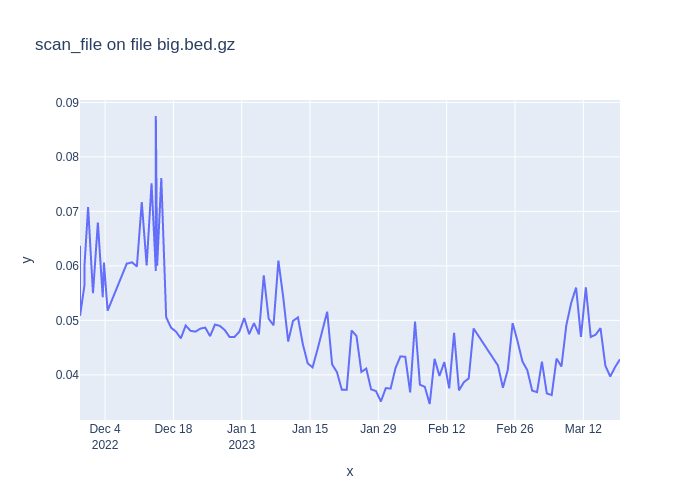 scan_file on file big.bed.gz
0.09
0.08
0.07
0.06
0.05
0.04
y
Dec 4 Dec 18 Jan 1 Jan 15 Jan 29 Feb 12 Feb 26 Mar 12
2022 2023
x